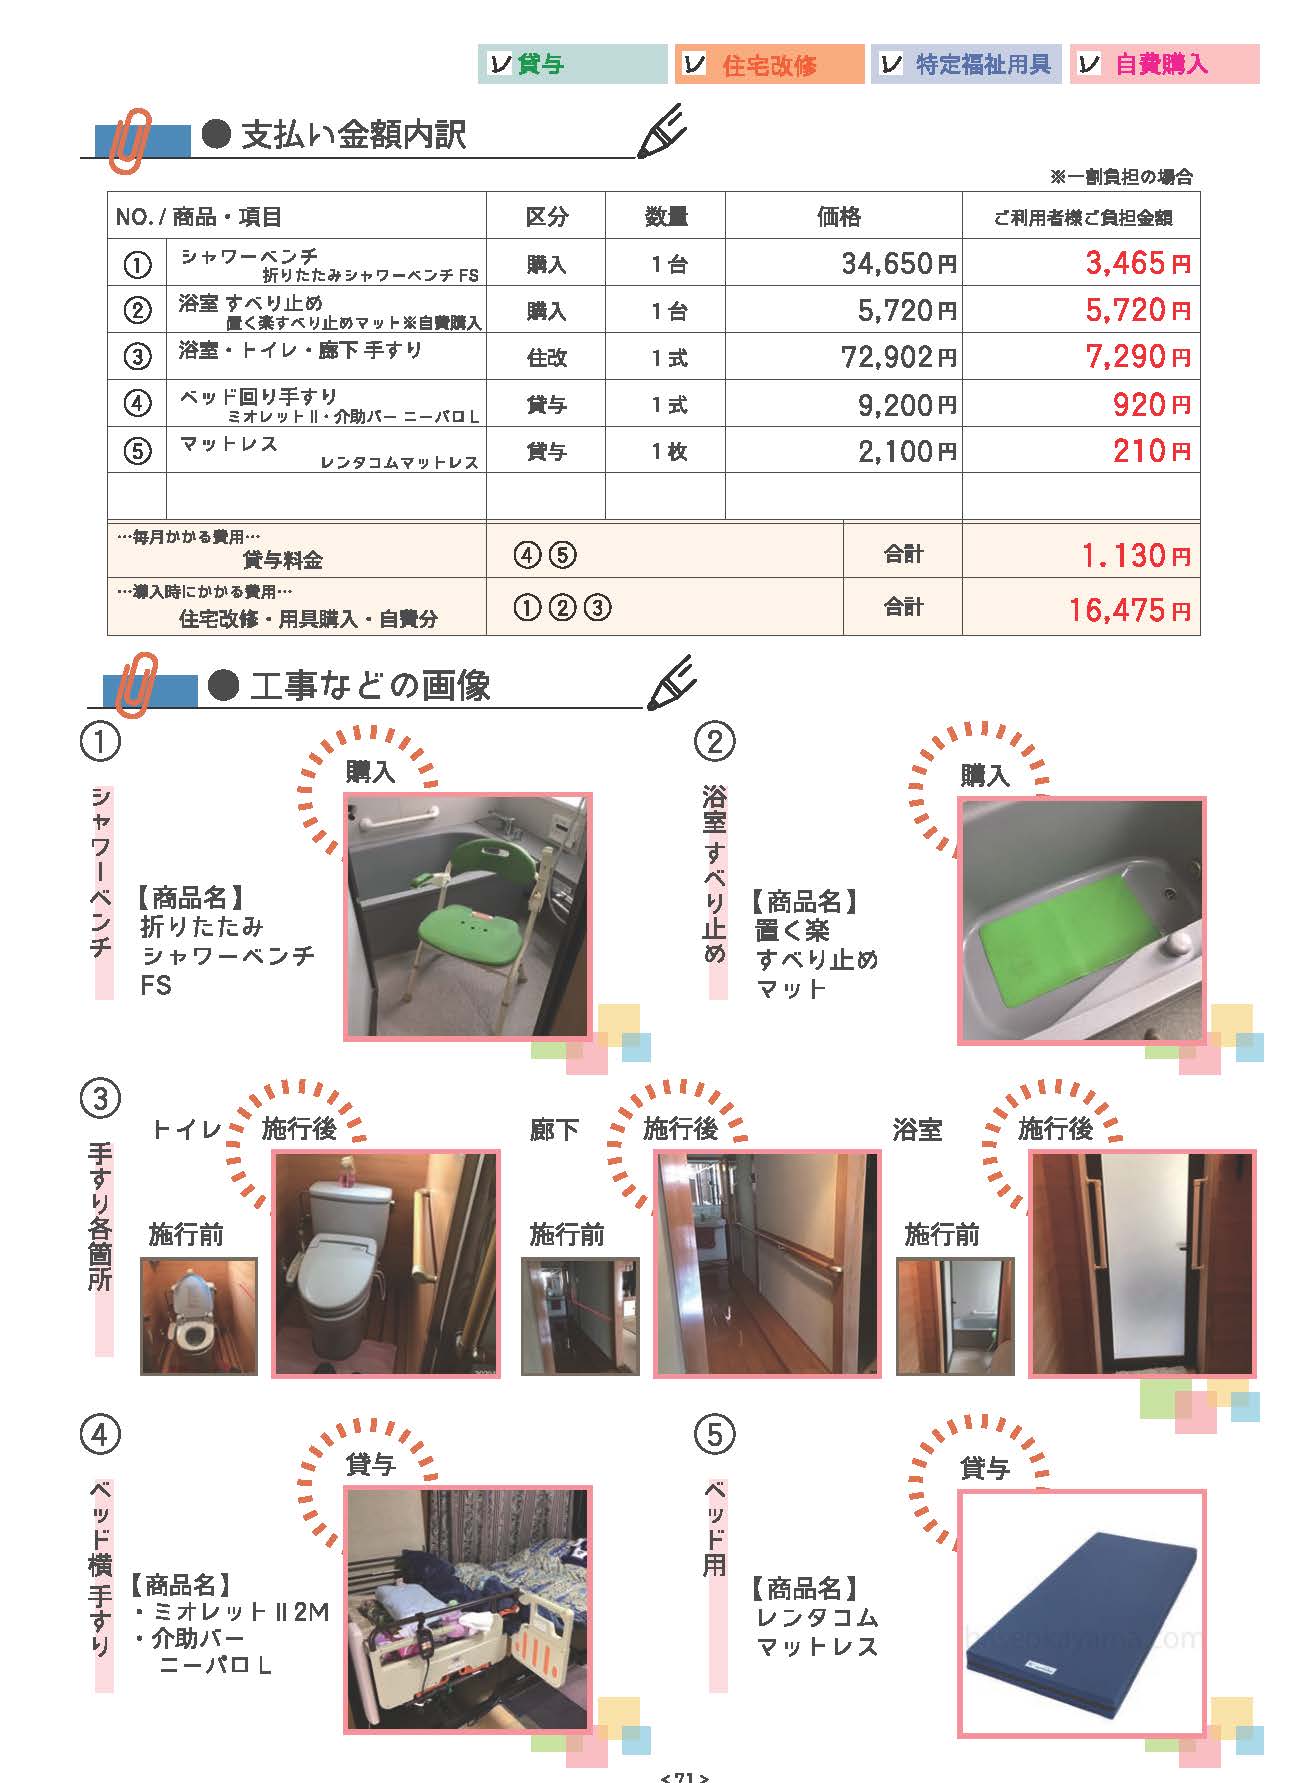 貸与 住宅改修 特定福祉用具 自費購入
● 支払い金額内訳
※一割負担の場合
NO. / 商品・項目 区分 数量 価格 ご利用者様ご負担金額
① シャワーベンチ 購入 1台 34,650円 3,465円
折りたたみシャワーベンチ FS
② 浴室 すべり止め 購入 1台 5,720円 5,720円
置く楽すべり止めマット※自費購入
③ 浴室・トイレ・廊下 手すり 住改 1式 72,902円 7,290円
④ ベッド回り手すり 貸与 1式 9,200円 920円
ミオレットⅡ・介助バー ニーパロ L
⑤ マットレス 貸与 1枚 2,100円 210円
レンタコムマットレス
…毎月かかる費用…
貸与料金 ④⑤ 合計 1.130円
…導入時にかかる費用…
住宅改修・用具購入・自費分 ①②③ 合計 16,475円
● 工事などの画像
①
シャワーベンチ
購入
【商品名】
折りたたみ
シャワーベンチ
FS
②
浴室 すべり止め
購入
【商品名】
置く楽
すべり止め
マット
③
手すり各箇所
トイレ 施行後
施行前
廊下 施行後
施行前
浴室 施行後
施行前
④
ベッド横 手すり
貸与
【商品名】
・ミオレットⅡ2M
・介助バー
ニーパロ L
⑤
ベッド用
貸与
【商品名】
レンタコム
マットレス
<71>